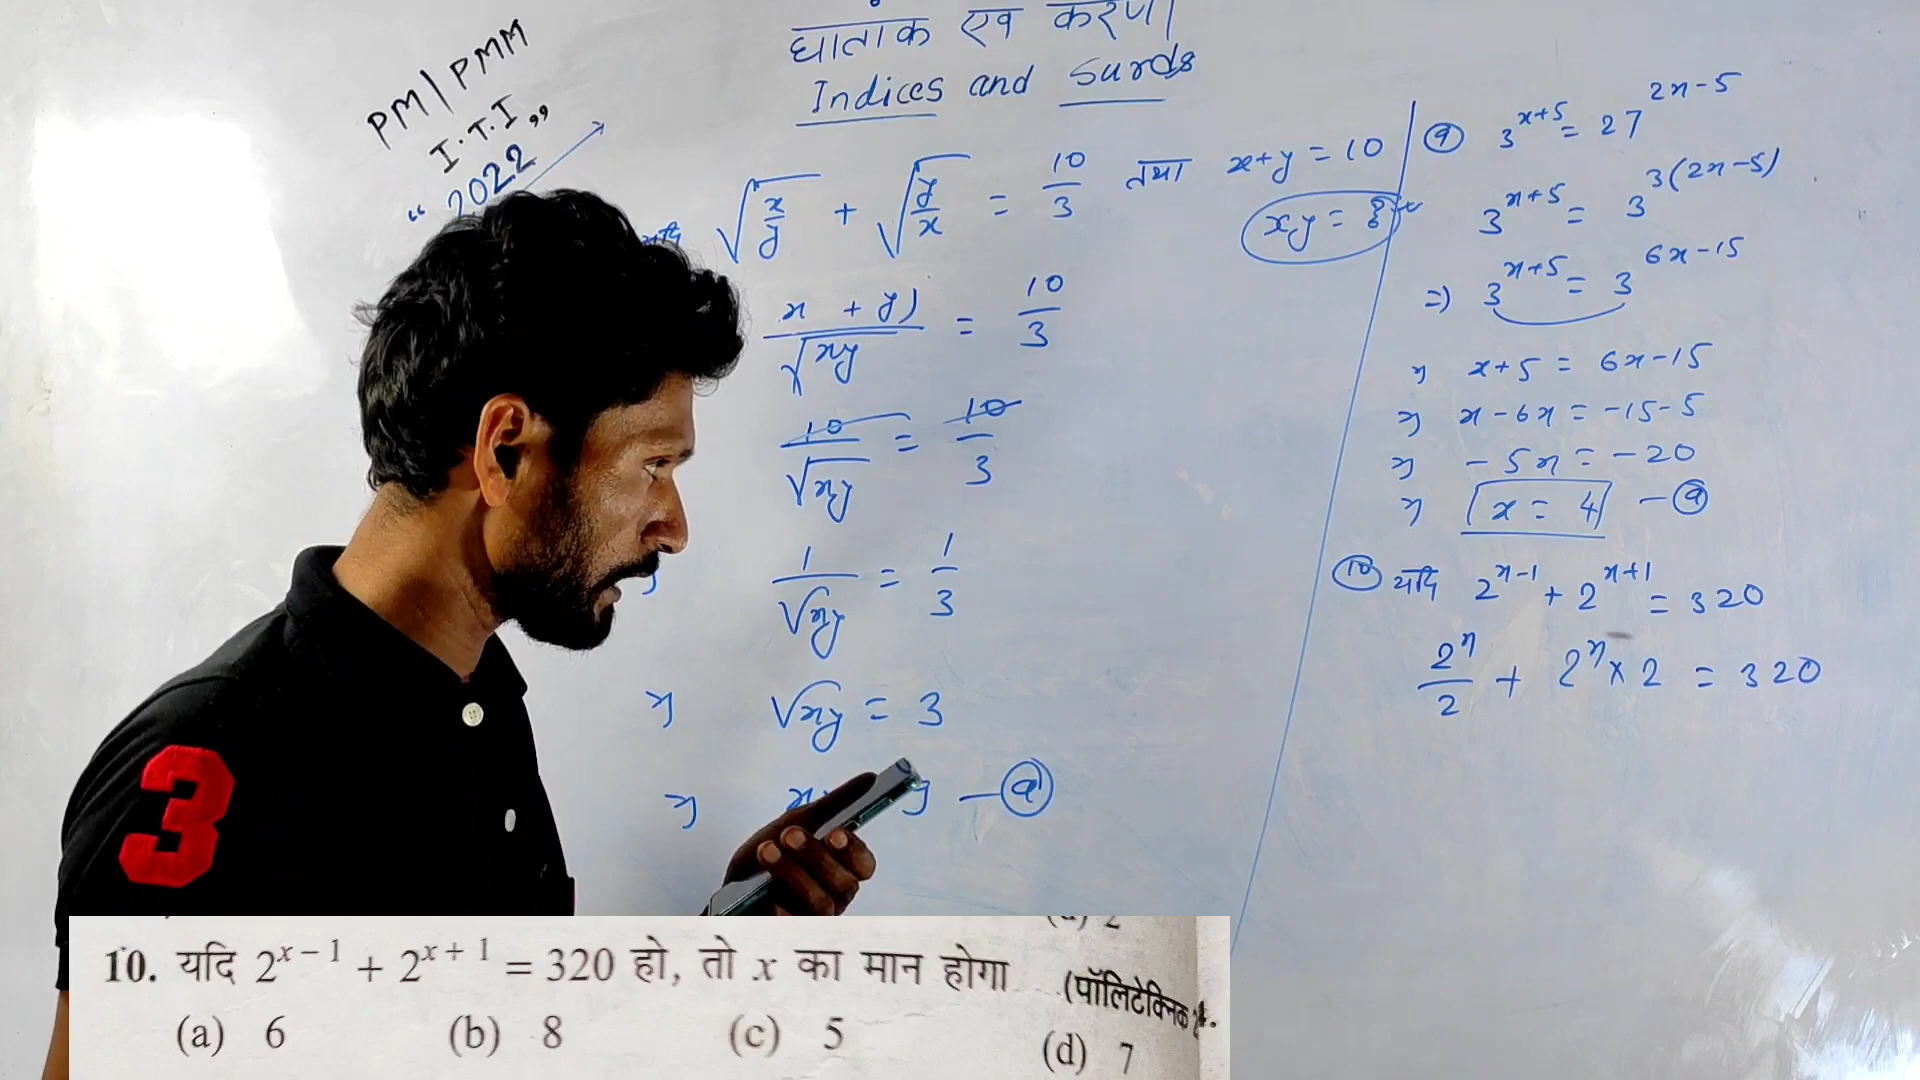 घातांक एवं करणी
Indices and Surds
PM|PMM
I.T.I,,
“2022
यदि √x/y + √y/x = 10/3 तथा x+y = 10
xy = ?
x + y) / √xy = 10/3
10/√xy = 10/3
1/√xy = 1/3
√xy = 3
9 — (a)
(9) 3^x+5 = 27^2x-5
3^x+5 = 3^3(2x-5)
=) 3^x+5 = 3^6x-15
x+5 = 6x-15
x-6x = -15-5
-5x = -20
x = 4 — (a)
(10) यदि 2^x-1 + 2^x+1 = 320
2^x/2 + 2^x × 2 = 320
3
10. यदि 2^x-1 + 2^x+1 = 320 हो, तो x का मान होगा
(पॉलिटेक्निक
(a) 6 (b) 8 (c) 5 (d) 7